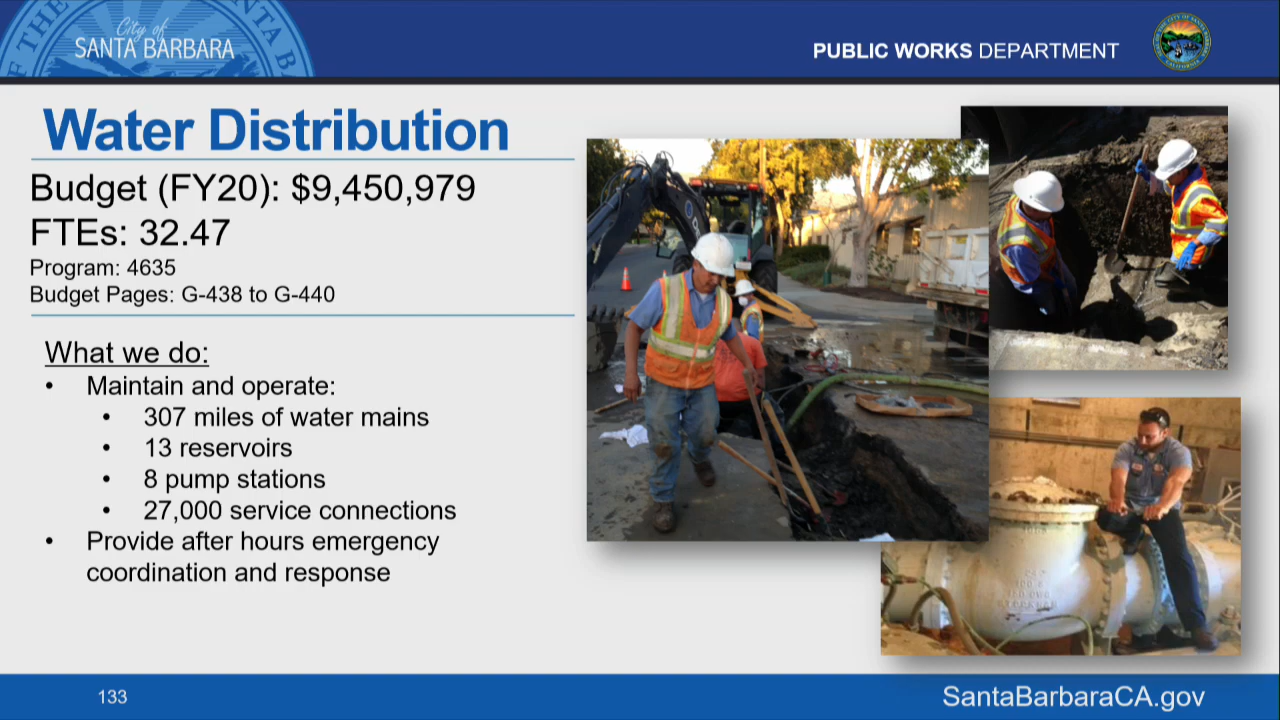 City of
SANTA BARBARA
PUBLIC WORKS DEPARTMENT
Water Distribution
Budget (FY20): $9,450,979
FTEs: 32.47
Program: 4635
Budget Pages: G-438 to G-440
What we do:
• Maintain and operate:
• 307 miles of water mains
• 13 reservoirs
• 8 pump stations
• 27,000 service connections
• Provide after hours emergency
coordination and response
133
SantaBarbaraCA.gov